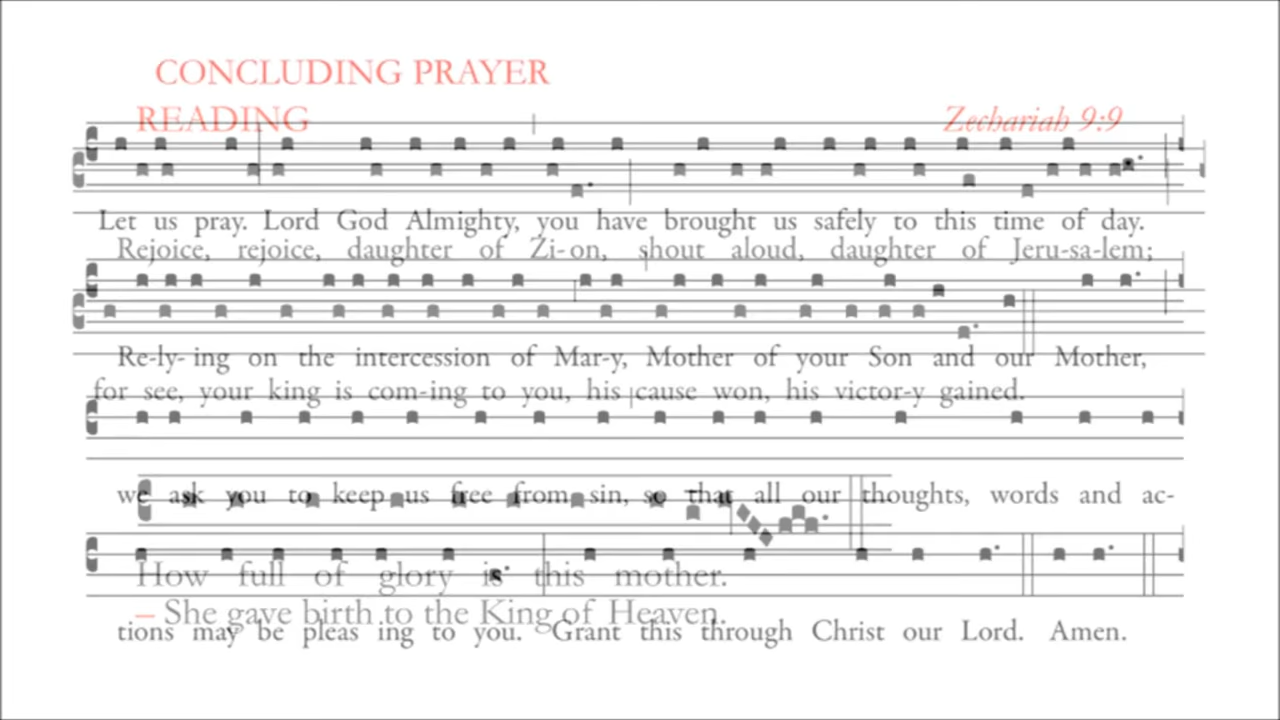 CONCLUDING PRAYER
READING Zechariah 9:9
Let us pray. Lord God Almighty, you have brought us safely to this time of day.
Rejoice, rejoice, daughter of Zi-on, shout aloud, daughter of Jeru-sa-lem;
Re-ly-ing on the intercession of Mar-y, Mother of your Son and our Mother,
for see, your king is com-ing to you, his cause won, his victor-y gained.
we ask you to keep us free from sin, so that all our thoughts, words and ac-
How full of glory is this mother.
– She gave birth to the King of Heaven.
tions may be pleas ing to you. Grant this through Christ our Lord. Amen.